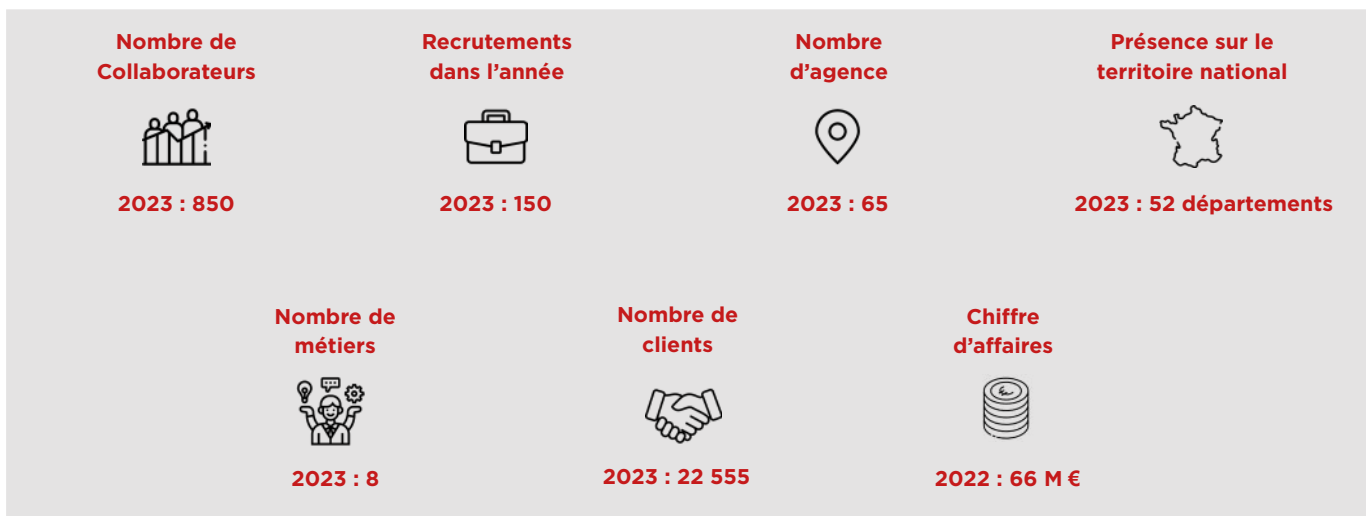 Nombre de
Collaborateurs
2023 : 850
Recrutements
dans l’année
2023 : 150
Nombre
d’agence
2023 : 65
Présence sur le
territoire national
2023 : 52 départements
Nombre de
métiers
2023 : 8
Nombre de
clients
2023 : 22 555
Chiffre
d’affaires
2022 : 66 M €